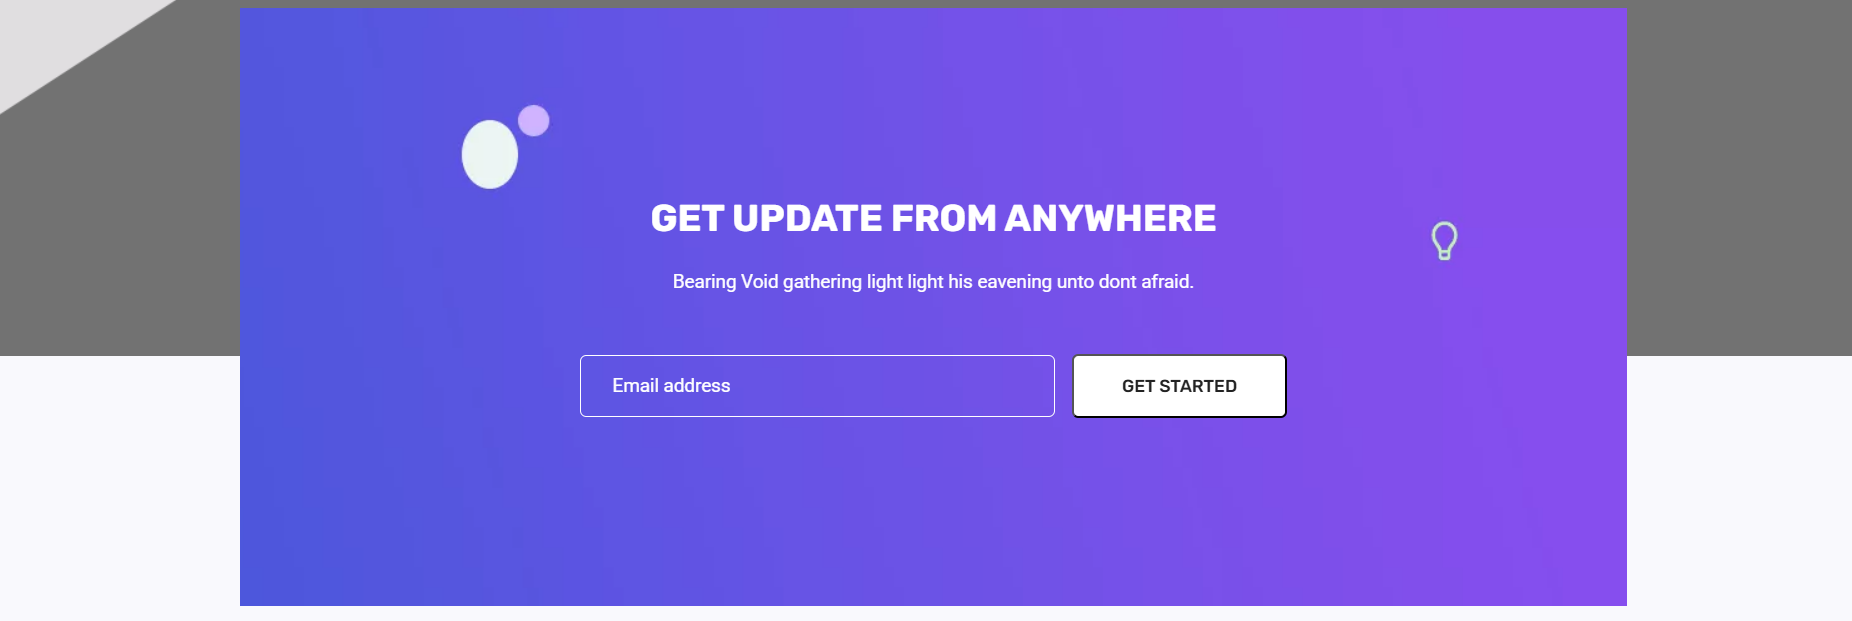 GET UPDATE FROM ANYWHERE
Bearing Void gathering light light his eavening unto dont afraid.
Email address
GET STARTED